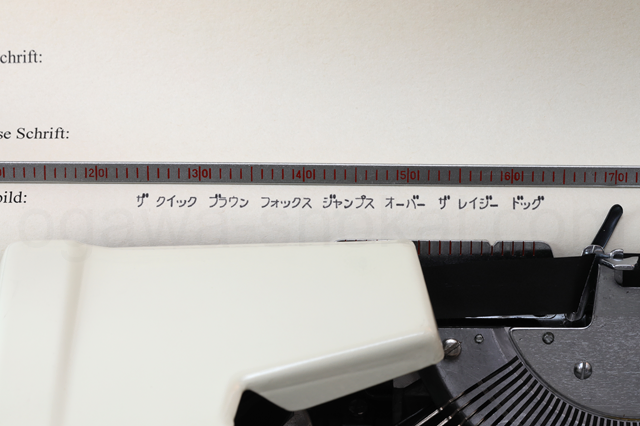 chrift:
se Schrift:
20 30 40 50 60 70
bild: ザ クイック ブラウン フォックス ジャンプス オーバー ザ レイジー ドッグ